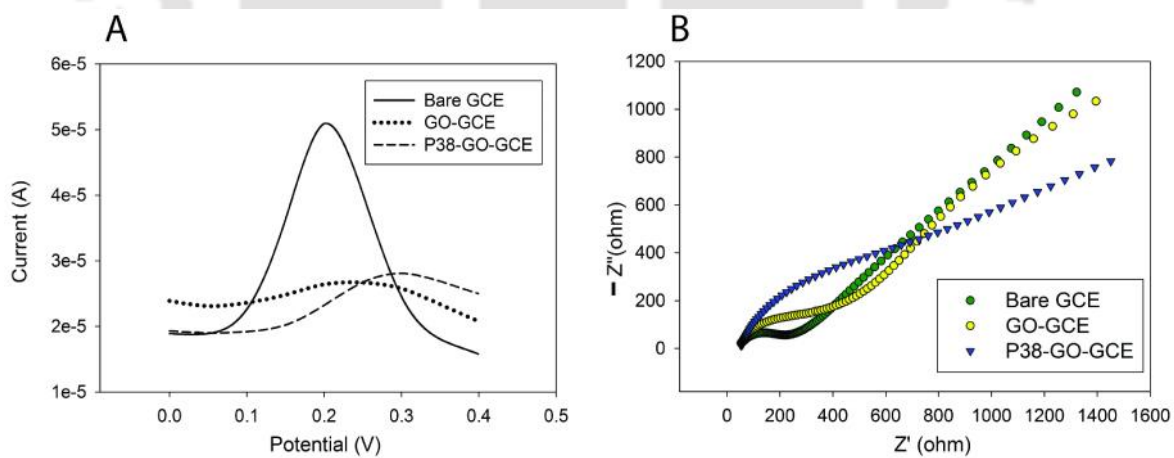 A
6e-5
5e-5
4e-5
3e-5
2e-5
1e-5
Current (A)
Bare GCE
GO-GCE
P38-GO-GCE
0.0 0.1 0.2 0.3 0.4 0.5
Potential (V)
B
1200
1000
800
600
400
200
0
– Z"(ohm)
Bare GCE
GO-GCE
P38-GO-GCE
0 200 400 600 800 1000 1200 1400 1600
Z' (ohm)